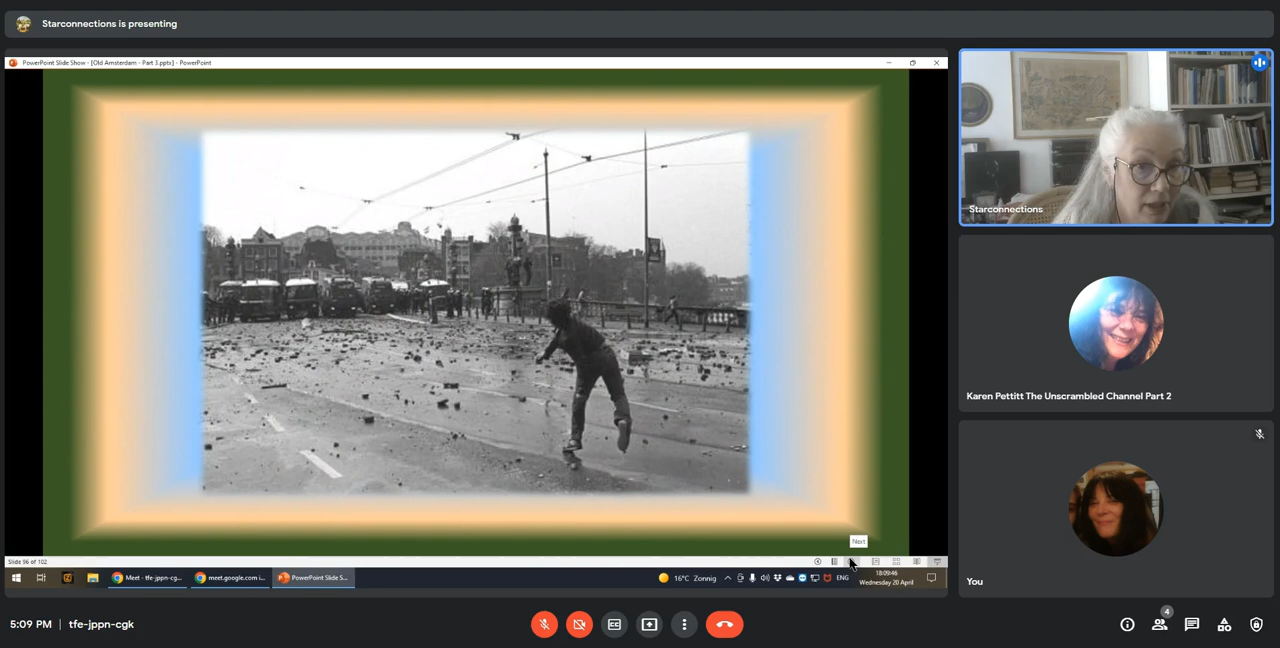 Starconnections is presenting
PowerPoint Slide Show - [Old Amsterdam - Part 3.ppts] - PowerPoint
Starconnections
Karen Pettitt The Unscrambled Channel Part 2
You
Next
Slide 96 of 102
Meet - tfe-jppn-cg...
meet.google.com i...
PowerPoint Slide S...
16°C Zonnig
ENG
18:09:46
Wednesday 20 April
5:09 PM | tfe-jppn-cgk
4